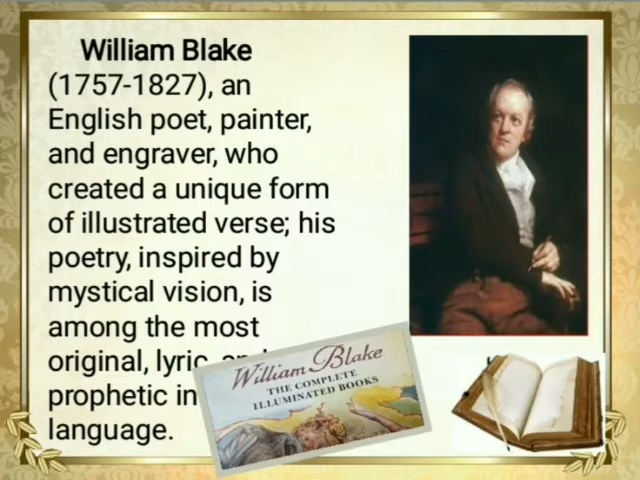 William Blake
(1757-1827), an
English poet, painter,
and engraver, who
created a unique form
of illustrated verse; his
poetry, inspired by
mystical vision, is
among the most
original, lyric,
prophetic in
language.
William Blake
THE COMPLETE
ILLUMINATED BOOKS